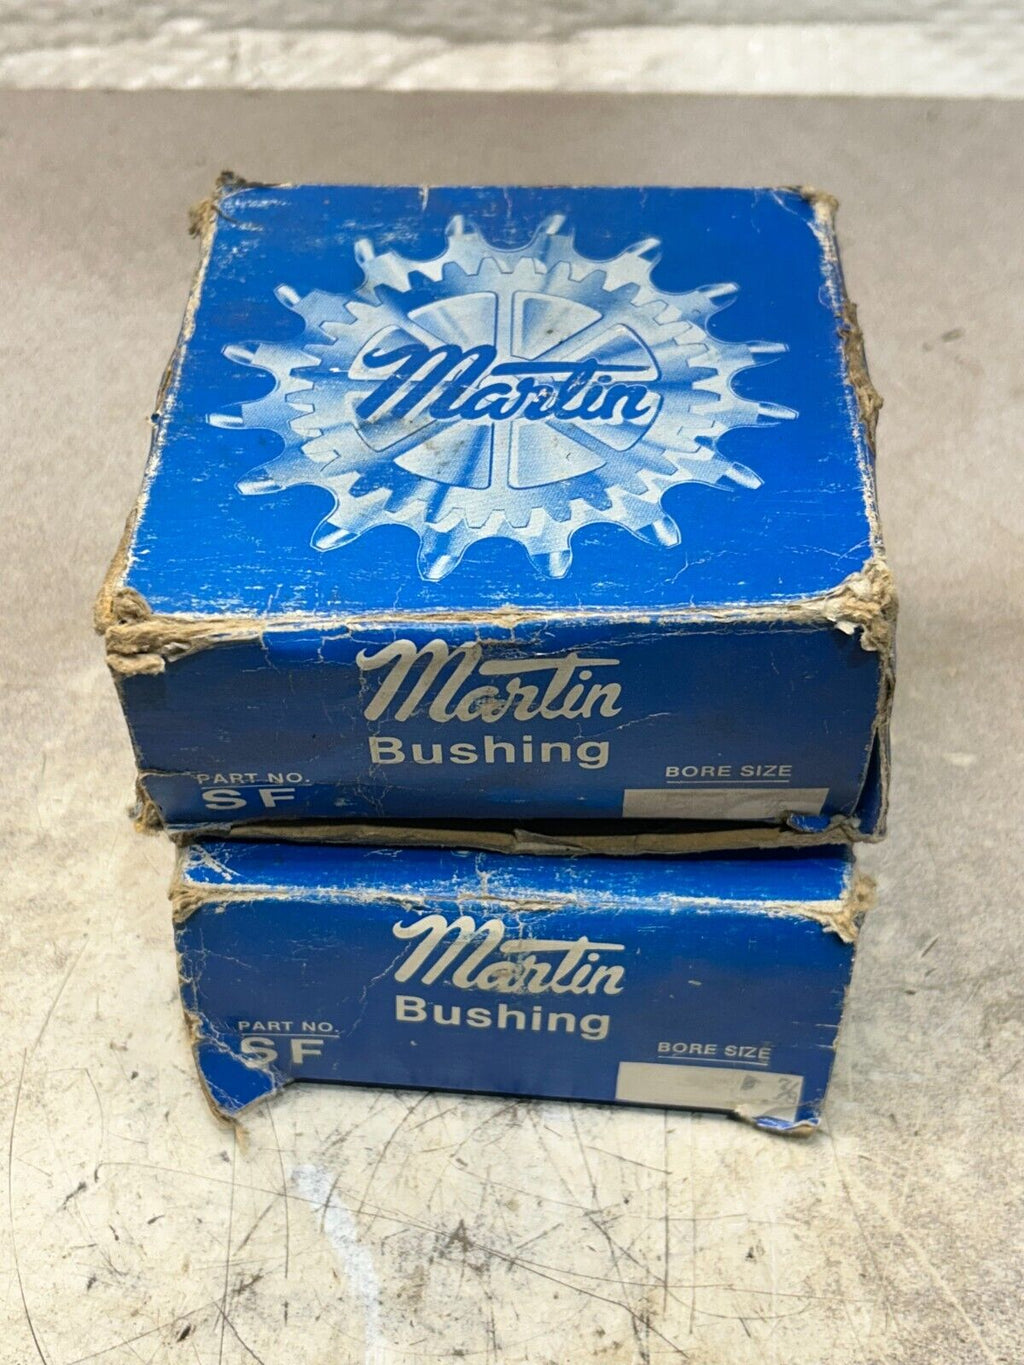 Martin
Martin
Bushing
PART NO.
SF
BORE SIZE
Martin
Bushing
PART NO.
SF
BORE SIZE